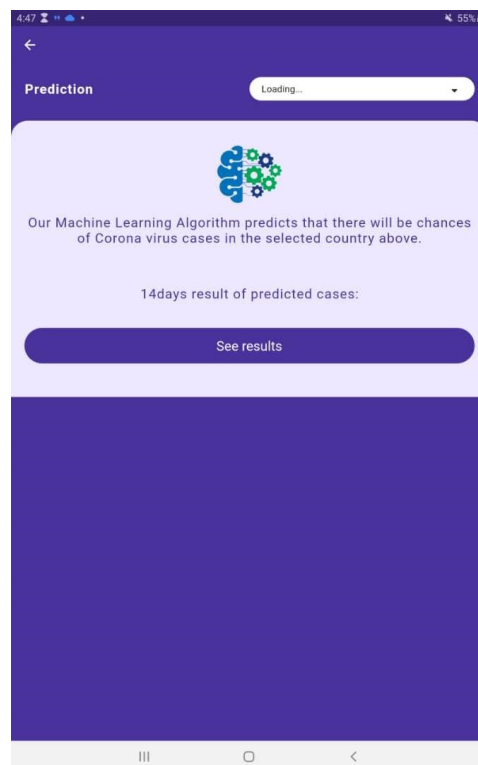 4:47
55%
Prediction
Loading...
Our Machine Learning Algorithm predicts that there will be chances
of Corona virus cases in the selected country above.
14days result of predicted cases:
See results